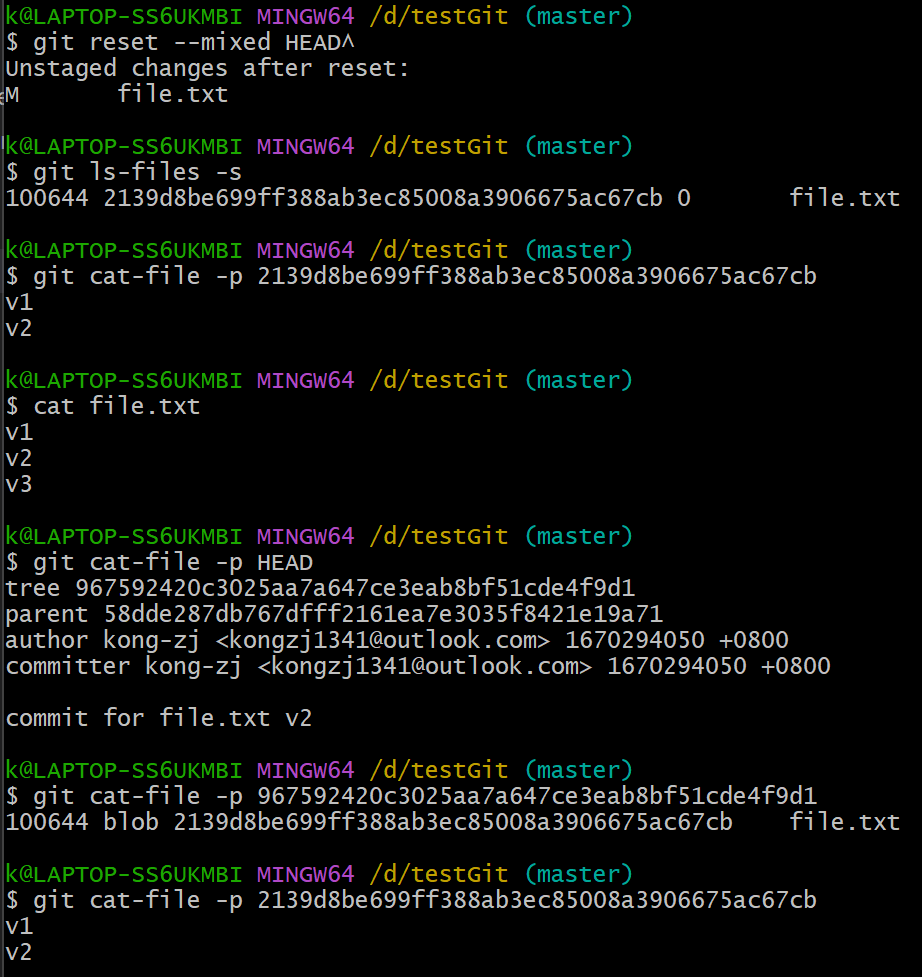 k@LAPTOP-SS6UKMBI MINGW64 /d/testGit (master)
$ git reset --mixed HEAD^
Unstaged changes after reset:
M       file.txt
k@LAPTOP-SS6UKMBI MINGW64 /d/testGit (master)
$ git ls-files -s
100644 2139d8be699ff388ab3ec85008a3906675ac67cb 0       file.txt
k@LAPTOP-SS6UKMBI MINGW64 /d/testGit (master)
$ git cat-file -p 2139d8be699ff388ab3ec85008a3906675ac67cb
v1
v2
k@LAPTOP-SS6UKMBI MINGW64 /d/testGit (master)
$ cat file.txt
v1
v2
v3
k@LAPTOP-SS6UKMBI MINGW64 /d/testGit (master)
$ git cat-file -p HEAD
tree 967592420c3025aa7a647ce3eab8bf51cde4f9d1
parent 58dde287db767dfff2161ea7e3035f8421e19a71
author kong-zj <kongzj1341@outlook.com> 1670294050 +0800
committer kong-zj <kongzj1341@outlook.com> 1670294050 +0800
commit for file.txt v2
k@LAPTOP-SS6UKMBI MINGW64 /d/testGit (master)
$ git cat-file -p 967592420c3025aa7a647ce3eab8bf51cde4f9d1
100644 blob 2139d8be699ff388ab3ec85008a3906675ac67cb    file.txt
k@LAPTOP-SS6UKMBI MINGW64 /d/testGit (master)
$ git cat-file -p 2139d8be699ff388ab3ec85008a3906675ac67cb
v1
v2